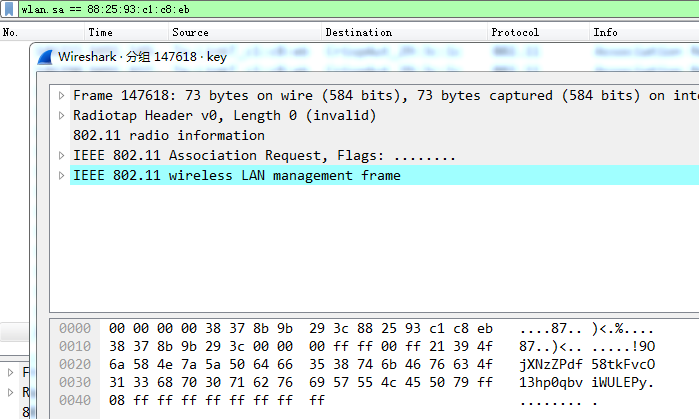 wlan.sa == 88:25:93:c1:c8:eb
No. Time Source Destination Protocol Info
Wireshark · 分组 147618 · key
Frame 147618: 73 bytes on wire (584 bits), 73 bytes captured (584 bits) on inte
Radiotap Header v0, Length 0 (invalid)
802.11 radio information
IEEE 802.11 Association Request, Flags: ........
IEEE 802.11 wireless LAN management frame
0000 00 00 00 00 38 37 8b 9b 29 3c 88 25 93 c1 c8 eb ....87.. )<.%....
0010 38 37 8b 9b 29 3c 00 00 00 ff ff 00 ff 21 39 4f 87..)<.. .....!9O
0020 6a 58 4e 7a 5a 50 64 66 35 38 74 6b 46 76 63 4f jXNzZPdf 58tkFvcO
0030 31 33 68 70 30 71 62 76 69 57 55 4c 45 50 79 ff 13hp0qbv iWULEPy.
0040 08 ff ff ff ff ff ff ff ff ........ .